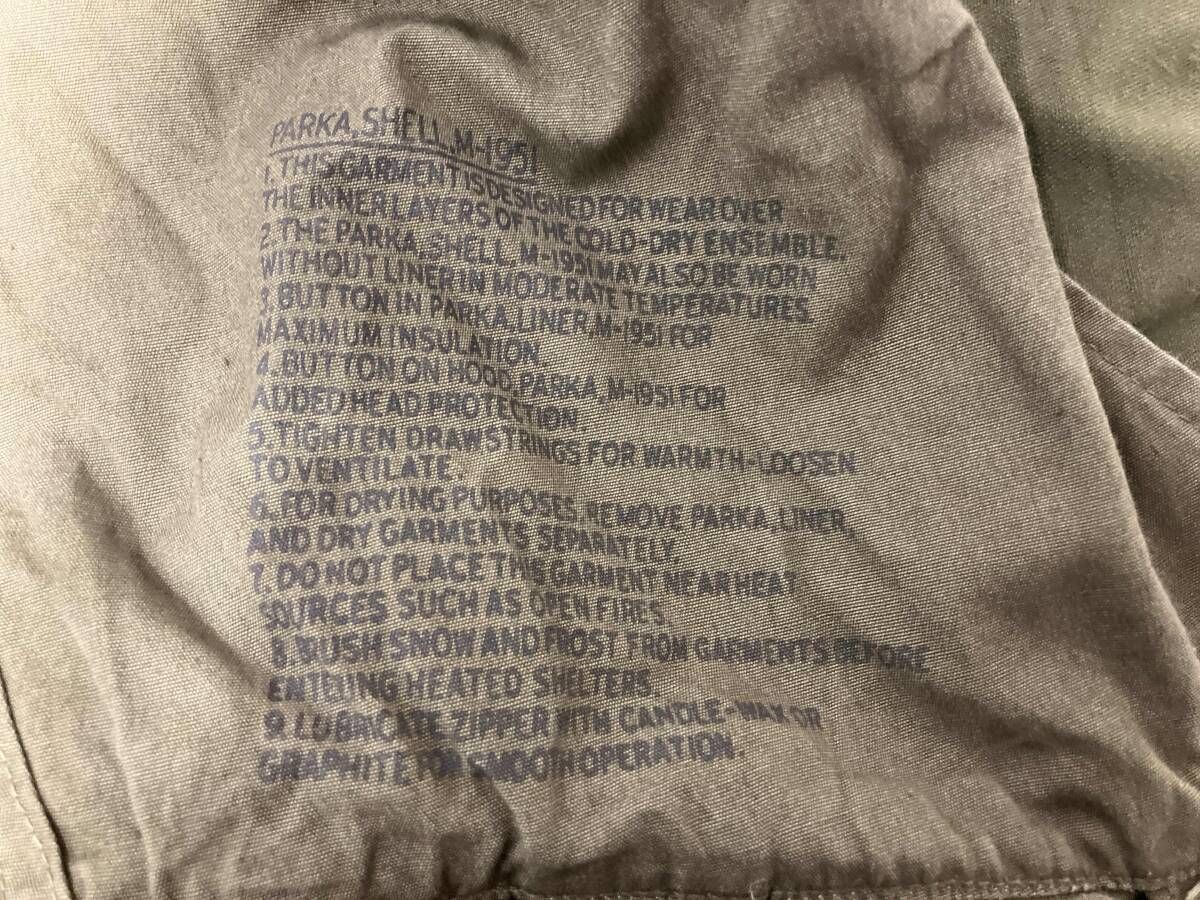 PARKA, SHELL, M-1951
1. THIS GARMENT IS DESIGNED FOR WEAR OVER
THE INNER LAYERS OF THE COLD-DRY ENSEMBLE.
2. THE PARKA, SHELL, M-1951 MAY ALSO BE WORN
WITHOUT LINER IN MODERATE TEMPERATURES.
3. BUTTON IN PARKA, LINER, M-1951 FOR
MAXIMUM INSULATION.
4. BUTTON ON HOOD, PARKA, M-1951 FOR
ADDED HEAD PROTECTION.
5. TIGHTEN DRAWSTRINGS FOR WARMTH-LOOSEN
TO VENTILATE.
6. FOR DRYING PURPOSES, REMOVE PARKA, LINER,
AND DRY GARMENTS SEPARATELY.
7. DO NOT PLACE THIS GARMENT NEAR HEAT
SOURCES SUCH AS OPEN FIRES.
8. BUSH SNOW AND FROST FROM GARMENTS BEFORE
ENTERING HEATED SHELTERS.
9. LUBRICATE ZIPPER WITH CANDLE-WAX OR
GRAPHITE FOR SMOOTH OPERATION.